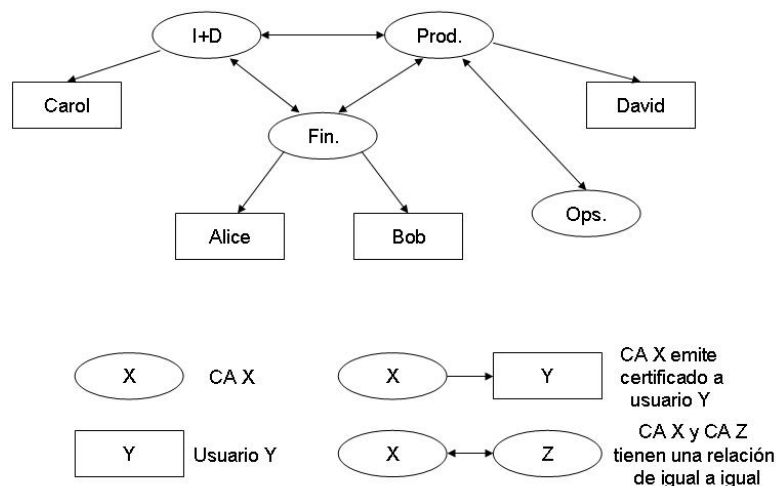 I+D
Prod.
Carol
David
Fin.
Alice
Bob
Ops.
X
CA X
X
Y
CA X emite
certificado a
usuario Y
Y
Usuario Y
X
Z
CA X y CA Z
tienen una relación
de igual a igual